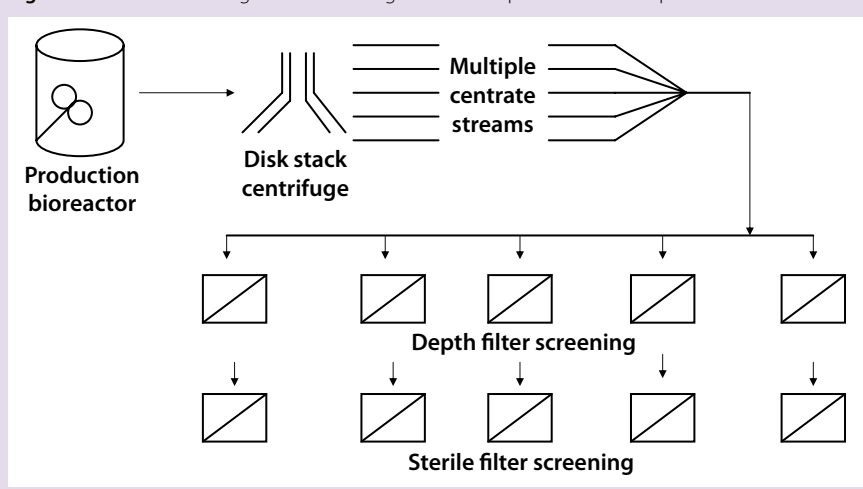 Production
bioreactor
Disk stack
centrifuge
Multiple
centrate
streams
Depth filter screening
Sterile filter screening